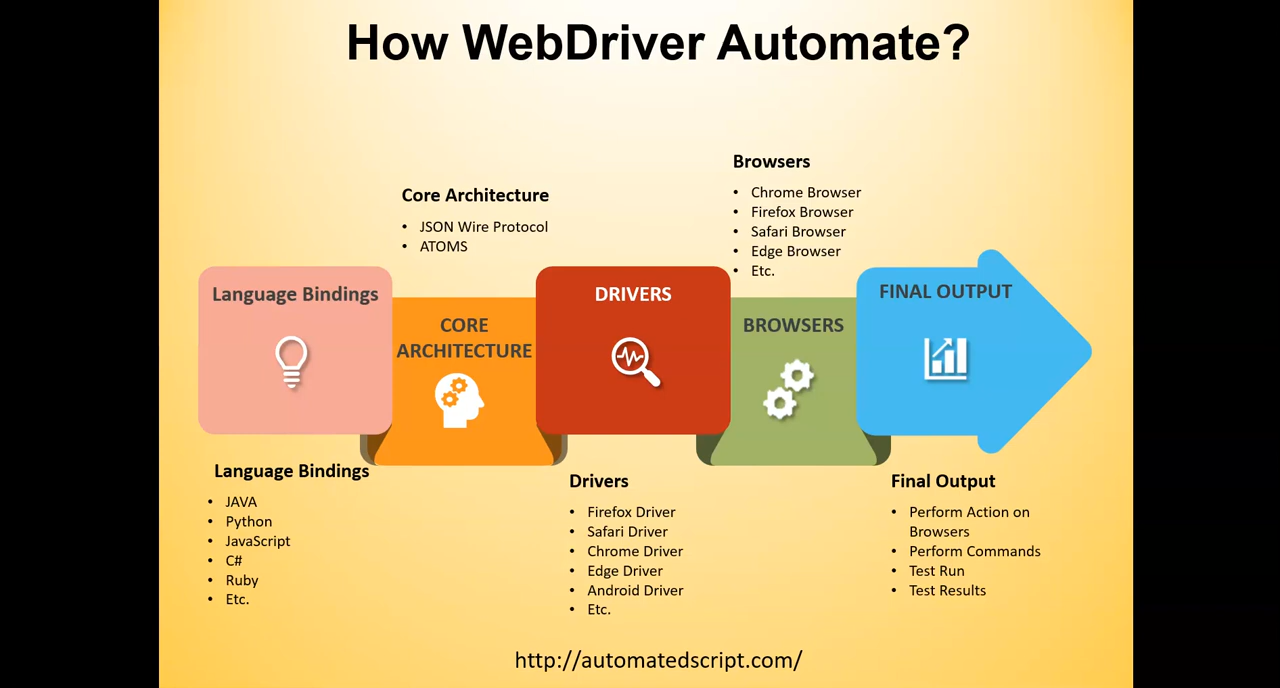 How WebDriver Automate?
Browsers
• Chrome Browser
• Firefox Browser
• Safari Browser
• Edge Browser
• Etc.
Core Architecture
• JSON Wire Protocol
• ATOMS
Language Bindings
CORE
ARCHITECTURE
DRIVERS
BROWSERS
FINAL OUTPUT
Language Bindings
• JAVA
• Python
• JavaScript
• C#
• Ruby
• Etc.
Drivers
• Firefox Driver
• Safari Driver
• Chrome Driver
• Edge Driver
• Android Driver
• Etc.
Final Output
• Perform Action on
Browsers
• Perform Commands
• Test Run
• Test Results
http://automatedscript.com/